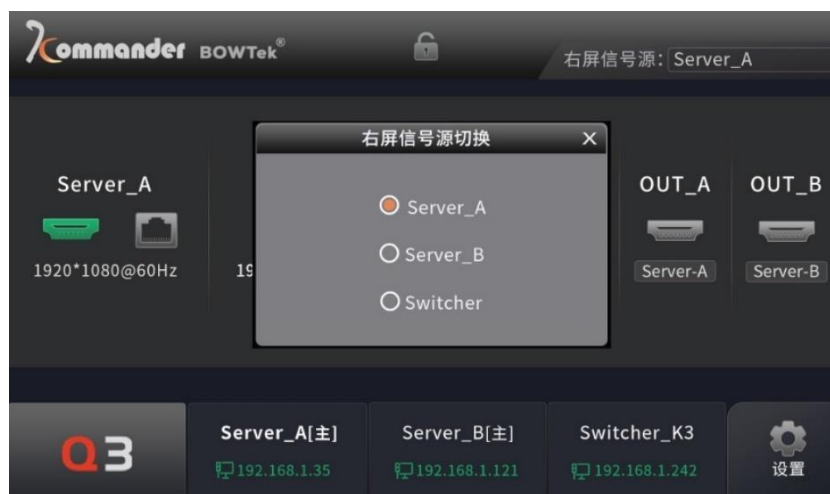 Kommander BOWTek®
右屏信号源: Server_A
右屏信号源切换 X
Server_A
1920*1080@60Hz
19
Server_A
Server_B
Switcher
OUT_A
Server-A
OUT_B
Server-B
Q3
Server_A[主]
192.168.1.35
Server_B[主]
192.168.1.121
Switcher_K3
192.168.1.242
设置